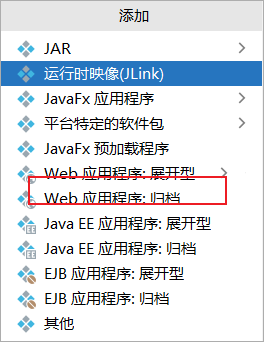 添加
JAR
运行时映像(JLink)
JavaFx 应用程序
平台特定的软件包
JavaFx 预加载程序
Web 应用程序: 展开型
Web 应用程序: 归档
Java EE 应用程序: 展开型
Java EE 应用程序: 归档
EJB 应用程序: 展开型
EJB 应用程序: 归档
其他